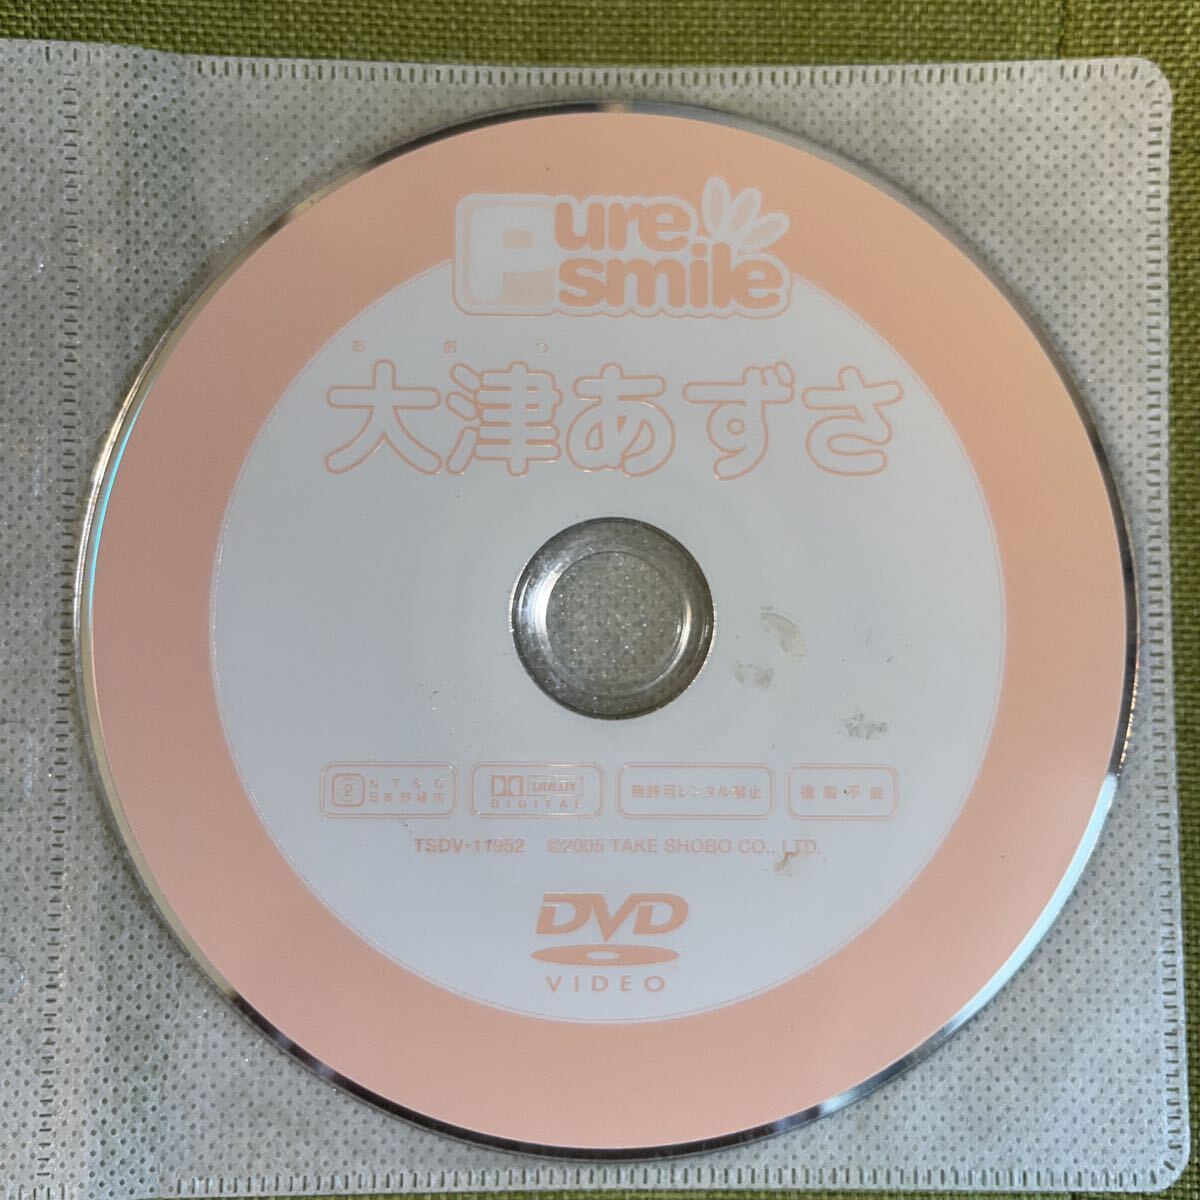 Pure
smile
おおつ
大津あずさ
2 NTSC
日本市場向
DOLBY
DIGITAL
無許可レンタル禁止
複製不能
TSDV-11952 ©2005 TAKE SHOBO CO., LTD.
DVD
VIDEO